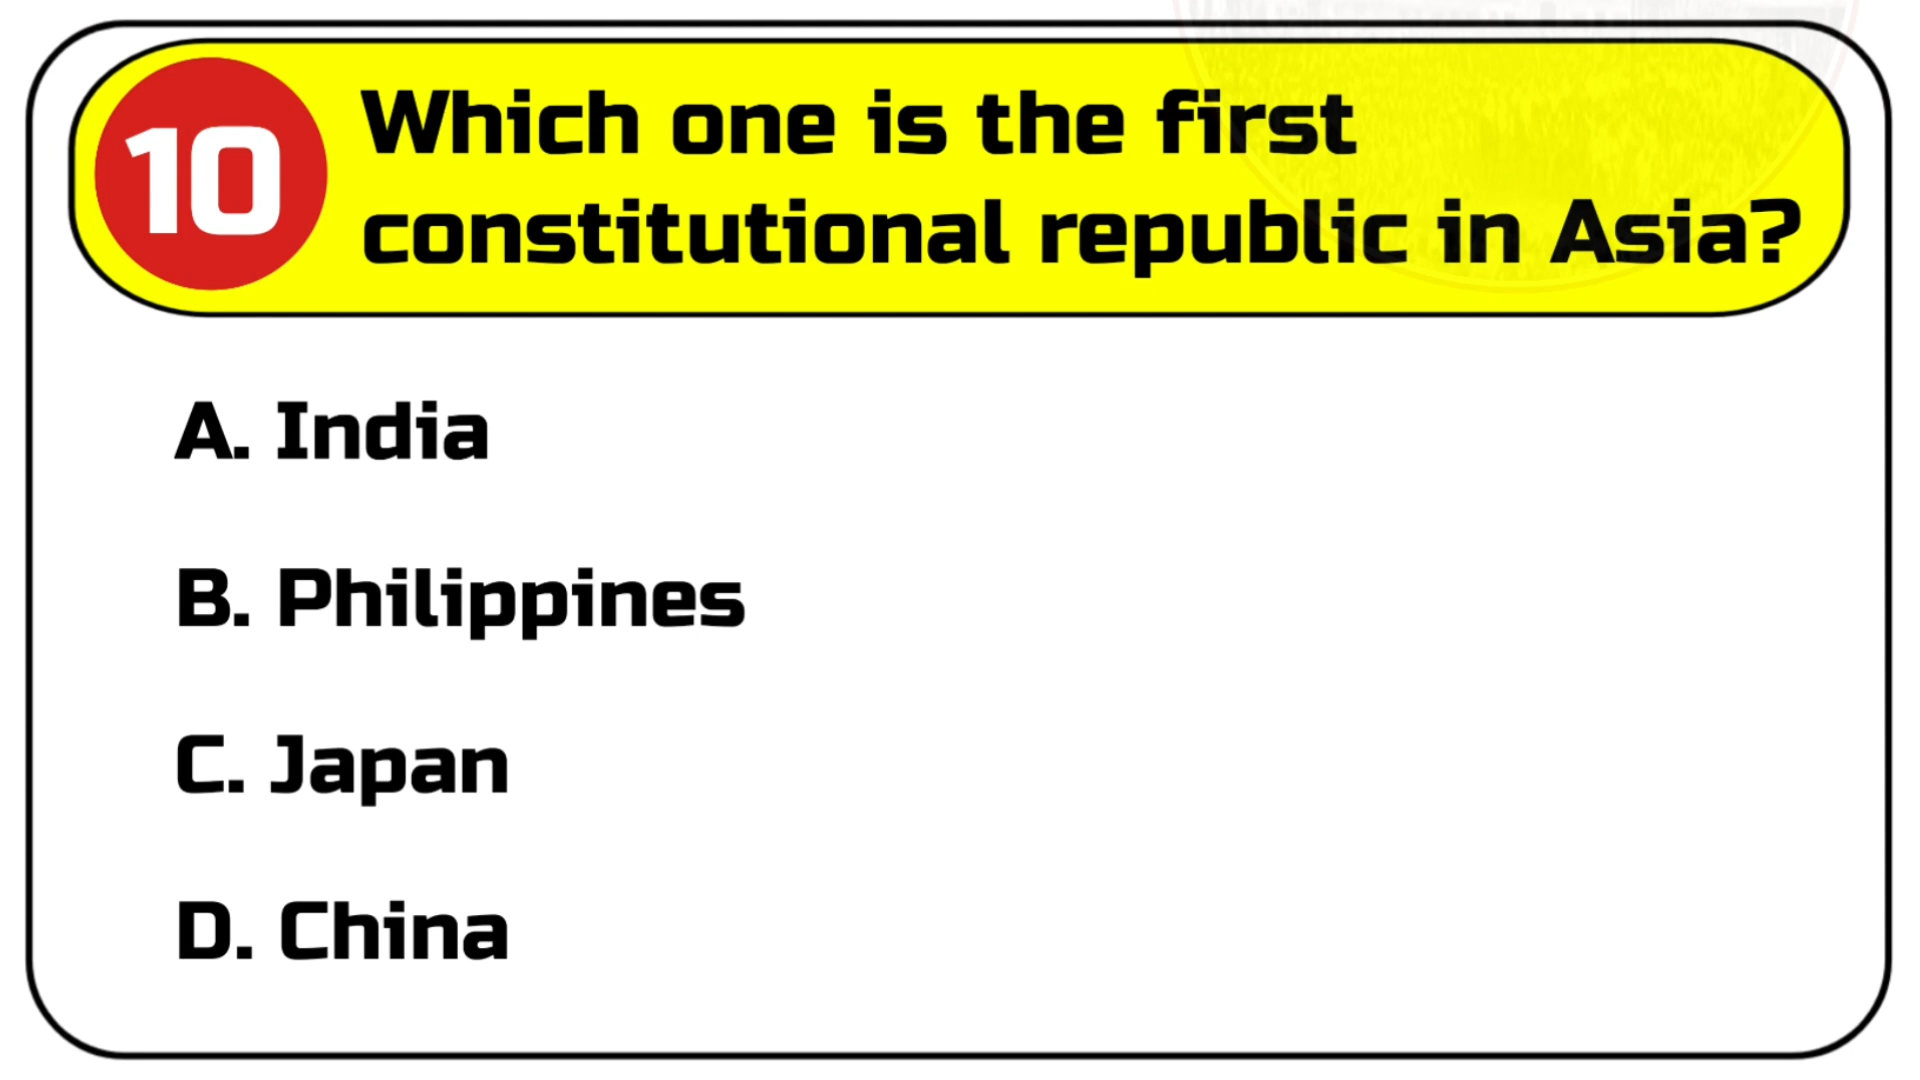 10
Which one is the first
constitutional republic in Asia?
A. India
B. Philippines
C. Japan
D. China